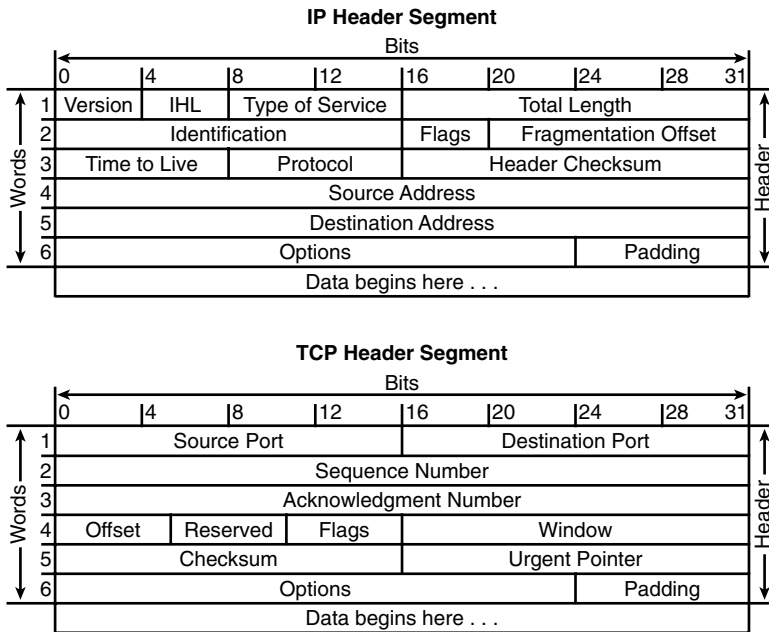 IP Header Segment
Bits
0 4 8 12 16 20 24 28 31
Words
Header
1 Version IHL Type of Service Total Length
2 Identification Flags Fragmentation Offset
3 Time to Live Protocol Header Checksum
4 Source Address
5 Destination Address
6 Options Padding
Data begins here . . .
TCP Header Segment
Bits
0 4 8 12 16 20 24 28 31
Words
Header
1 Source Port Destination Port
2 Sequence Number
3 Acknowledgment Number
4 Offset Reserved Flags Window
5 Checksum Urgent Pointer
6 Options Padding
Data begins here . . .